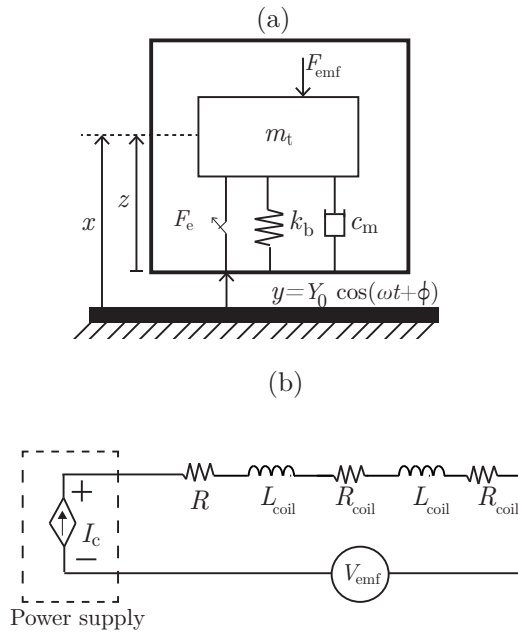 (a)
F_emf
m_t
x
z
F_e
k_b
c_m
y=Y_0 cos(ωt+ϕ)
(b)
+
I_c
−
R
L_coil
R_coil
L_coil
R_coil
V_emf
Power supply